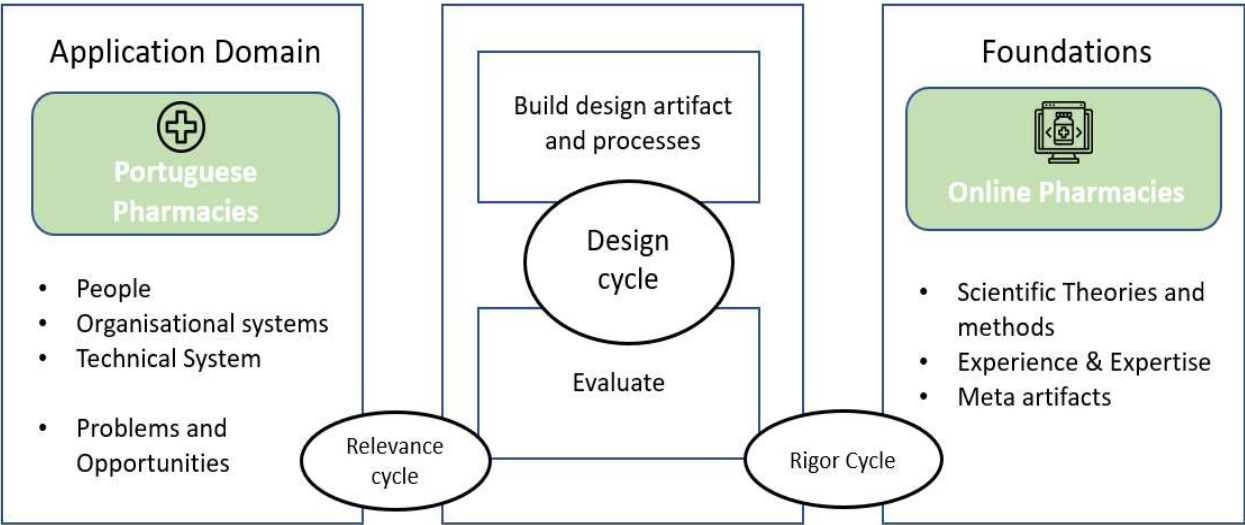 Application Domain
Portuguese
Pharmacies
• People
• Organisational systems
• Technical System
• Problems and
Opportunities
Relevance
cycle
Build design artifact
and processes
Design
cycle
Evaluate
Rigor Cycle
Foundations
Online Pharmacies
• Scientific Theories and
methods
• Experience & Expertise
• Meta artifacts